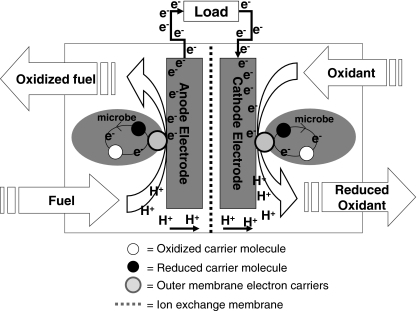 e⁻
Load
e⁻
e⁻
e⁻
e⁻
e⁻
e⁻
e⁻
Oxidized fuel
Oxidant
e⁻
e⁻
e⁻
e⁻
e⁻
e⁻
e⁻
e⁻
Anode Electrode
Cathode Electrode
microbe
microbe
e⁻
e⁻
e⁻
e⁻
e⁻
e⁻
Fuel
Reduced
Oxidant
H⁺
H⁺
H⁺
H⁺
H⁺
H⁺
H⁺ H⁺
H⁺ H⁺
= Oxidized carrier molecule
= Reduced carrier molecule
= Outer membrane electron carriers
= Ion exchange membrane